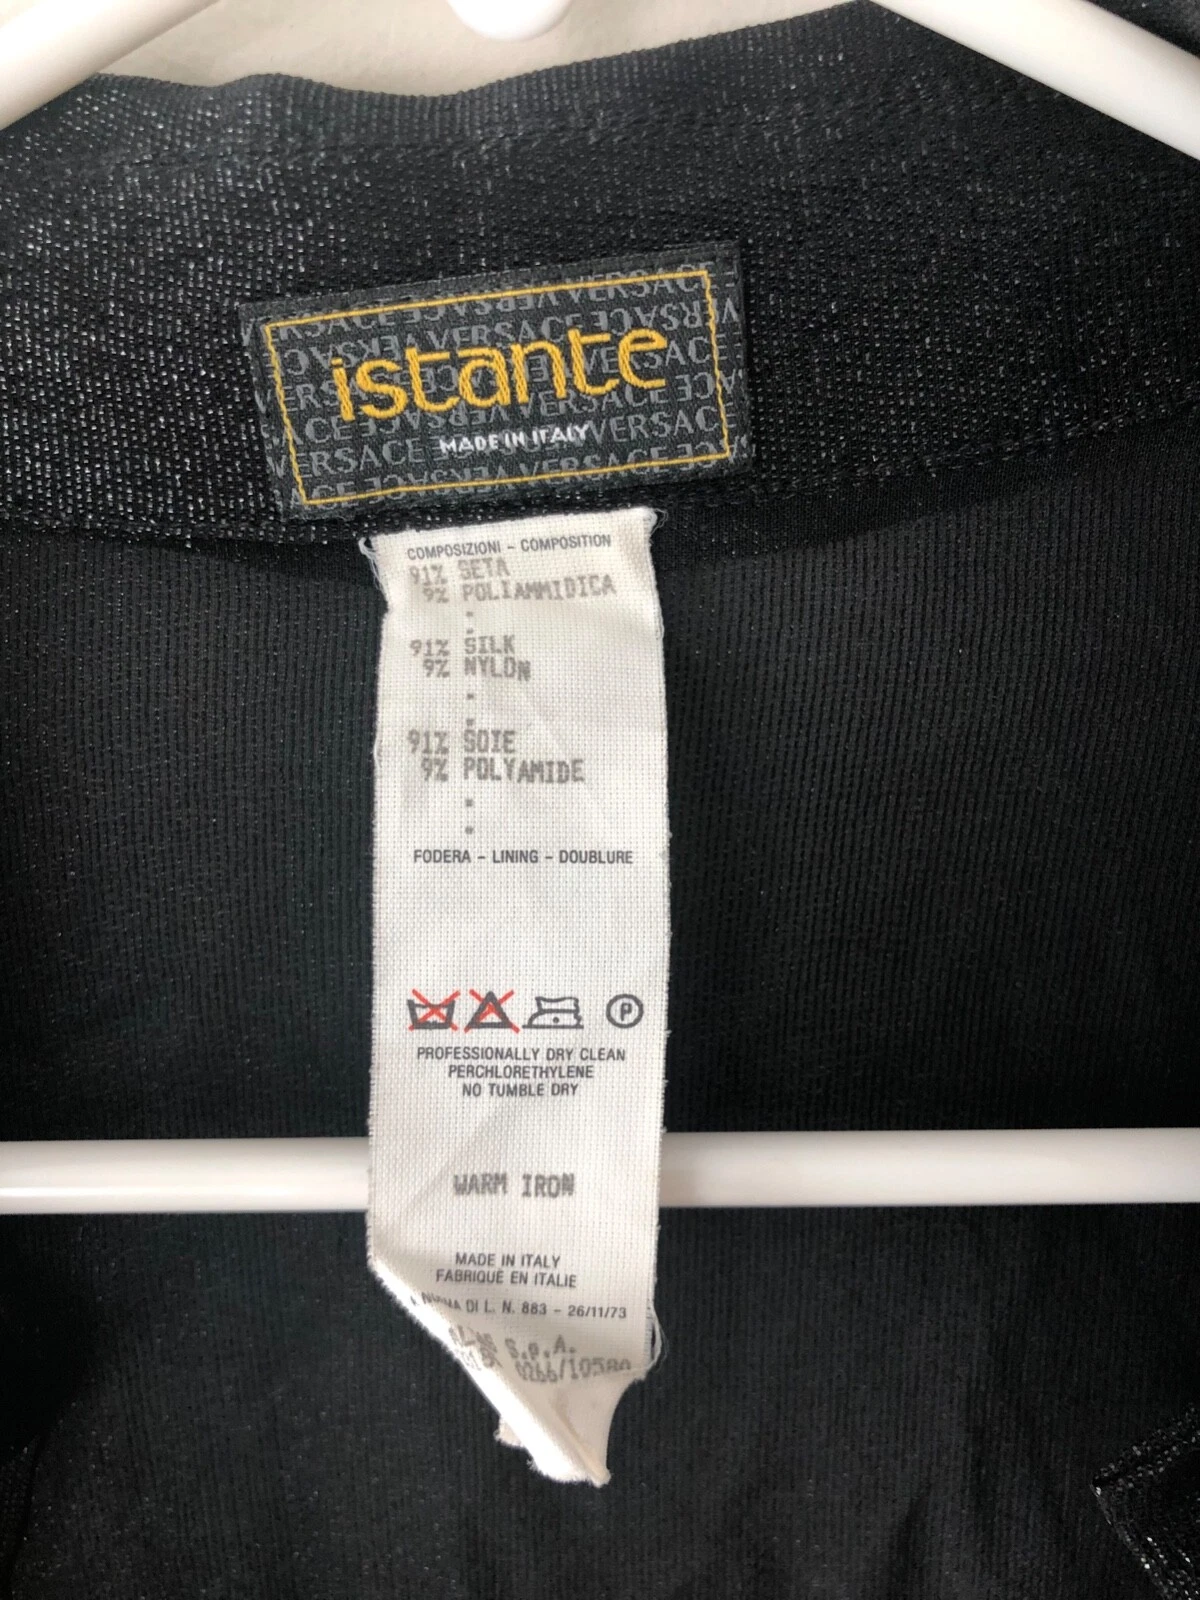 istante
MADE IN ITALY
VERSACE
COMPOSIZIONI - COMPOSITION
91% SETA
9% POLIAMMIDICA
91% SILK
9% NYLON
91% SOIE
9% POLYAMIDE
FODERA - LINING - DOUBLURE
P
PROFESSIONALLY DRY CLEAN
PERCHLORETHYLENE
NO TUMBLE DRY
WARM IRON
MADE IN ITALY
FABRIQUÉ EN ITALIE
DI L. N. 883 - 26/11/73
S.p.A.
0266/10580